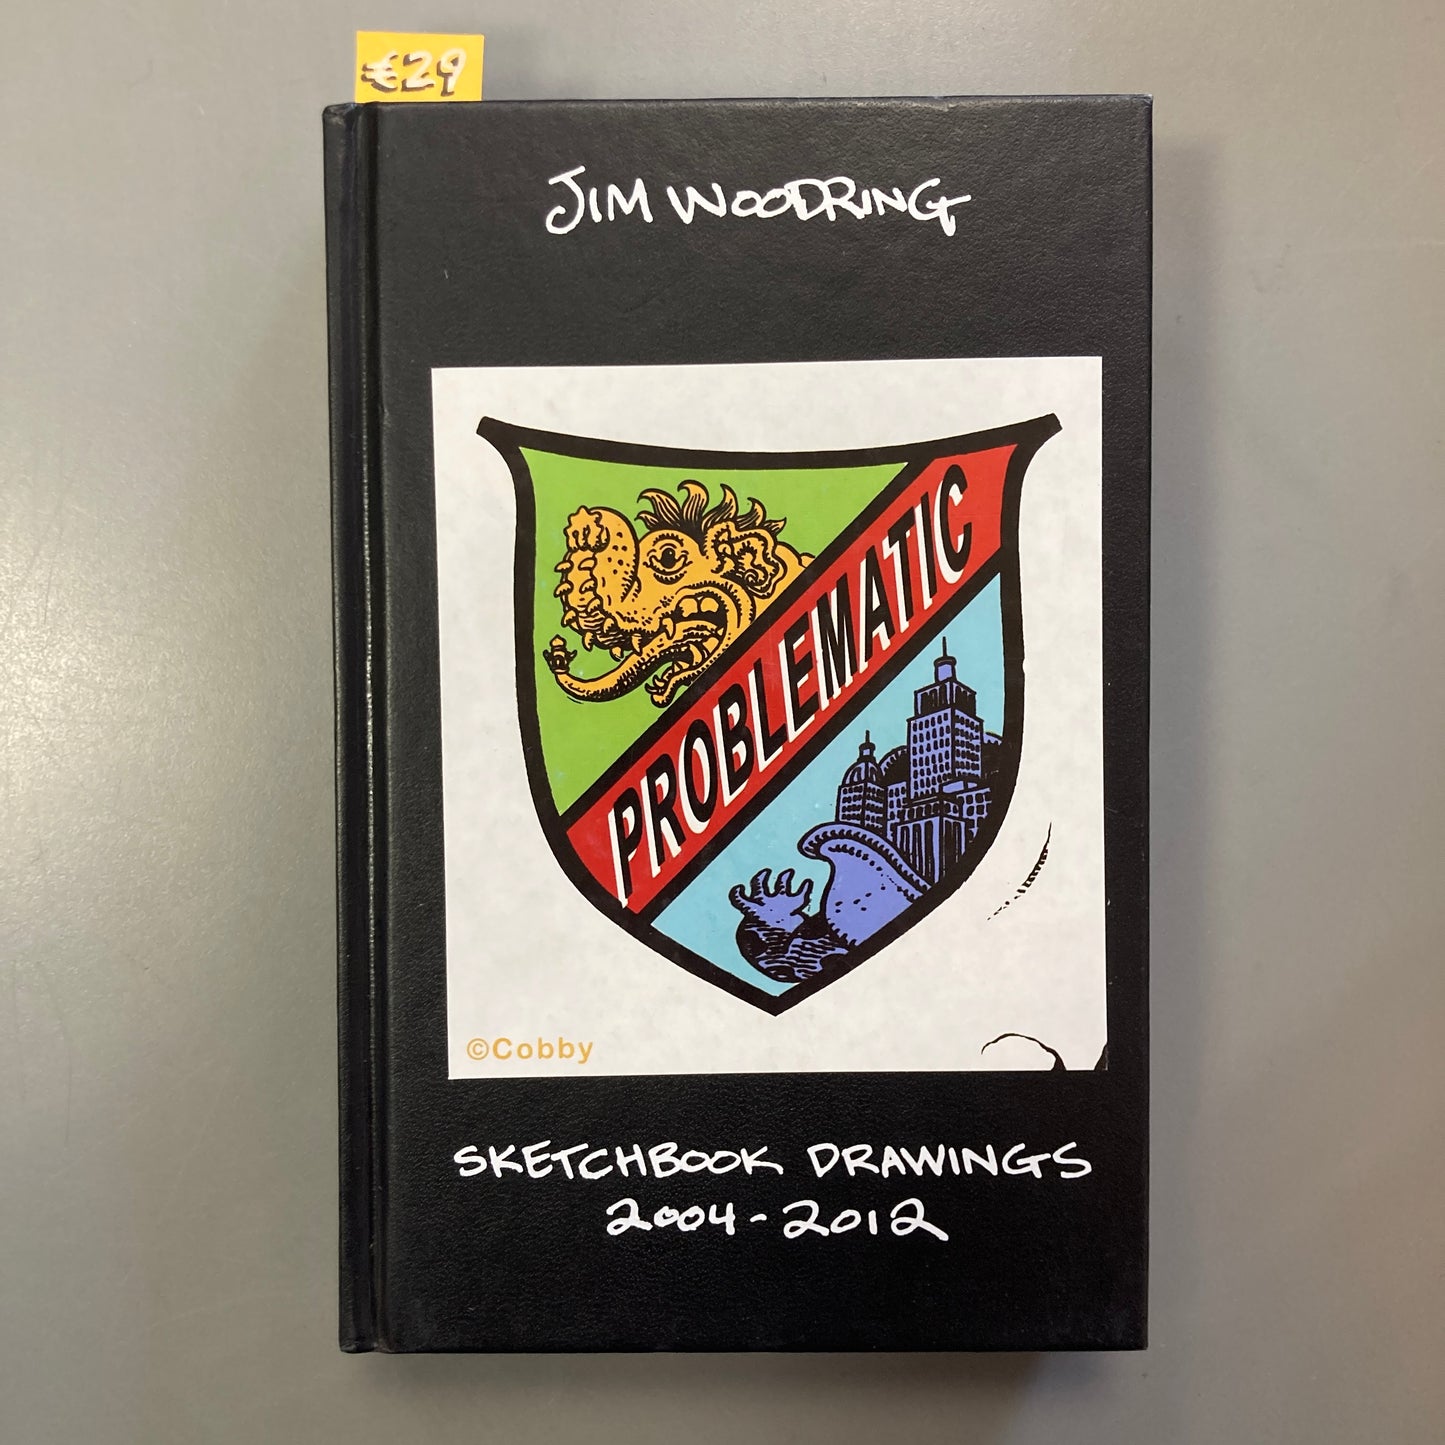 €29
JIM WOODRING
PROBLEMATIC
©Cobby
SKETCHBOOK DRAWINGS
2004-2012